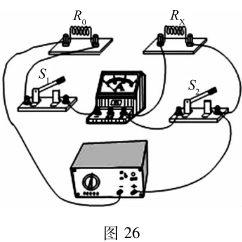 R₀ Rₓ
S₁ S₂
A
图 26